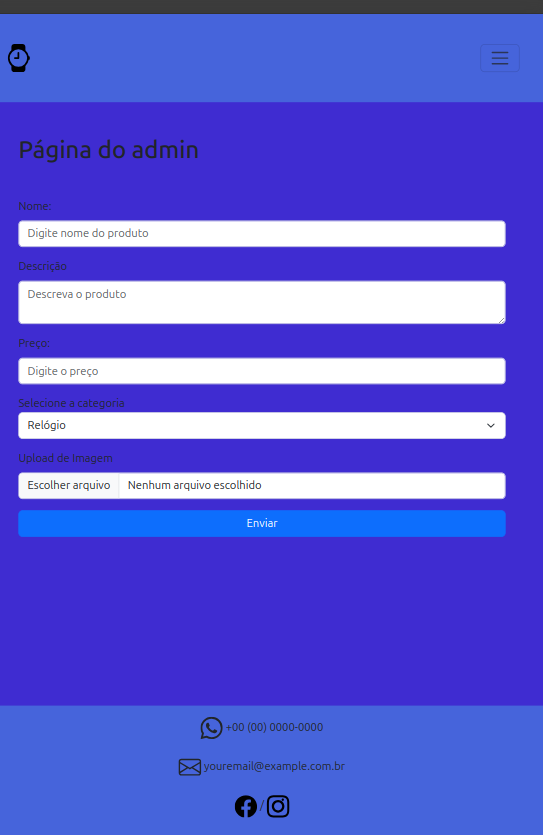 Página do admin
Nome:
Digite nome do produto
Descrição
Descreva o produto
Preço:
Digite o preço
Selecione a categoria
Relógio
Upload de Imagem
Escolher arquivo Nenhum arquivo escolhido
Enviar
+00 (00) 0000-0000
youremail@example.com.br
/